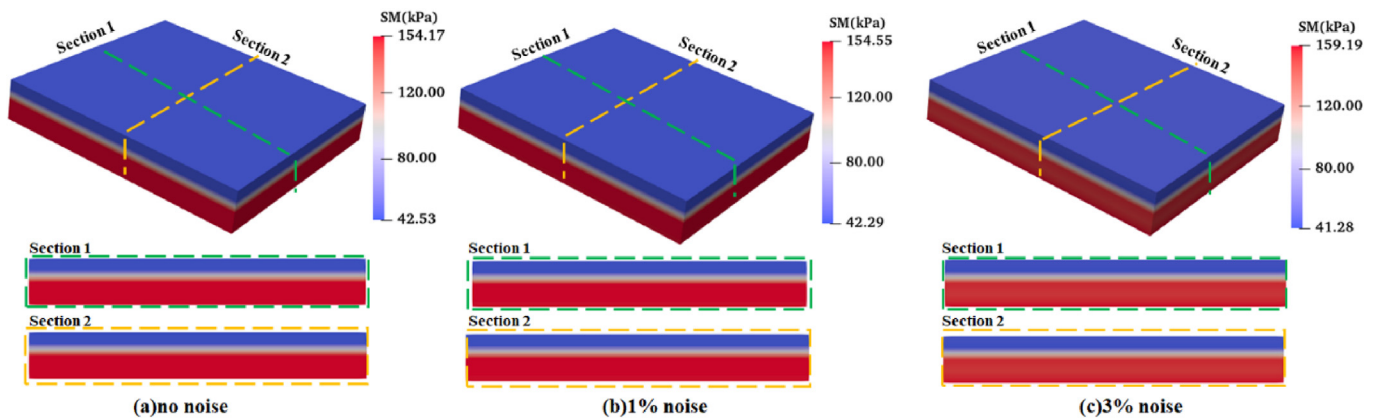 SM(kPa)
154.17
120.00
80.00
42.53
Section 1
Section 2
Section 1
Section 2
(a)no noise
SM(kPa)
154.55
120.00
80.00
42.29
Section 1
Section 2
Section 1
Section 2
(b)1% noise
SM(kPa)
159.19
120.00
80.00
41.28
Section 1
Section 2
Section 1
Section 2
(c)3% noise